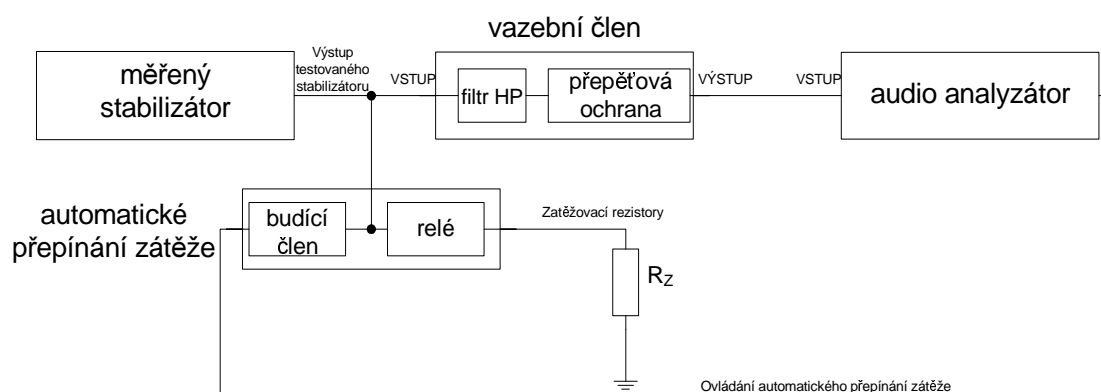 vazební člen
měřený
stabilizátor
Výstup
testovaného
stabilizátoru
VSTUP
filtr HP
přepěťová
ochrana
VÝSTUP
VSTUP
audio analyzátor
automatické
přepínání zátěže
budící
člen
relé
Zatěžovací rezistory
RZ
Ovládání automatického přepínání zátěže